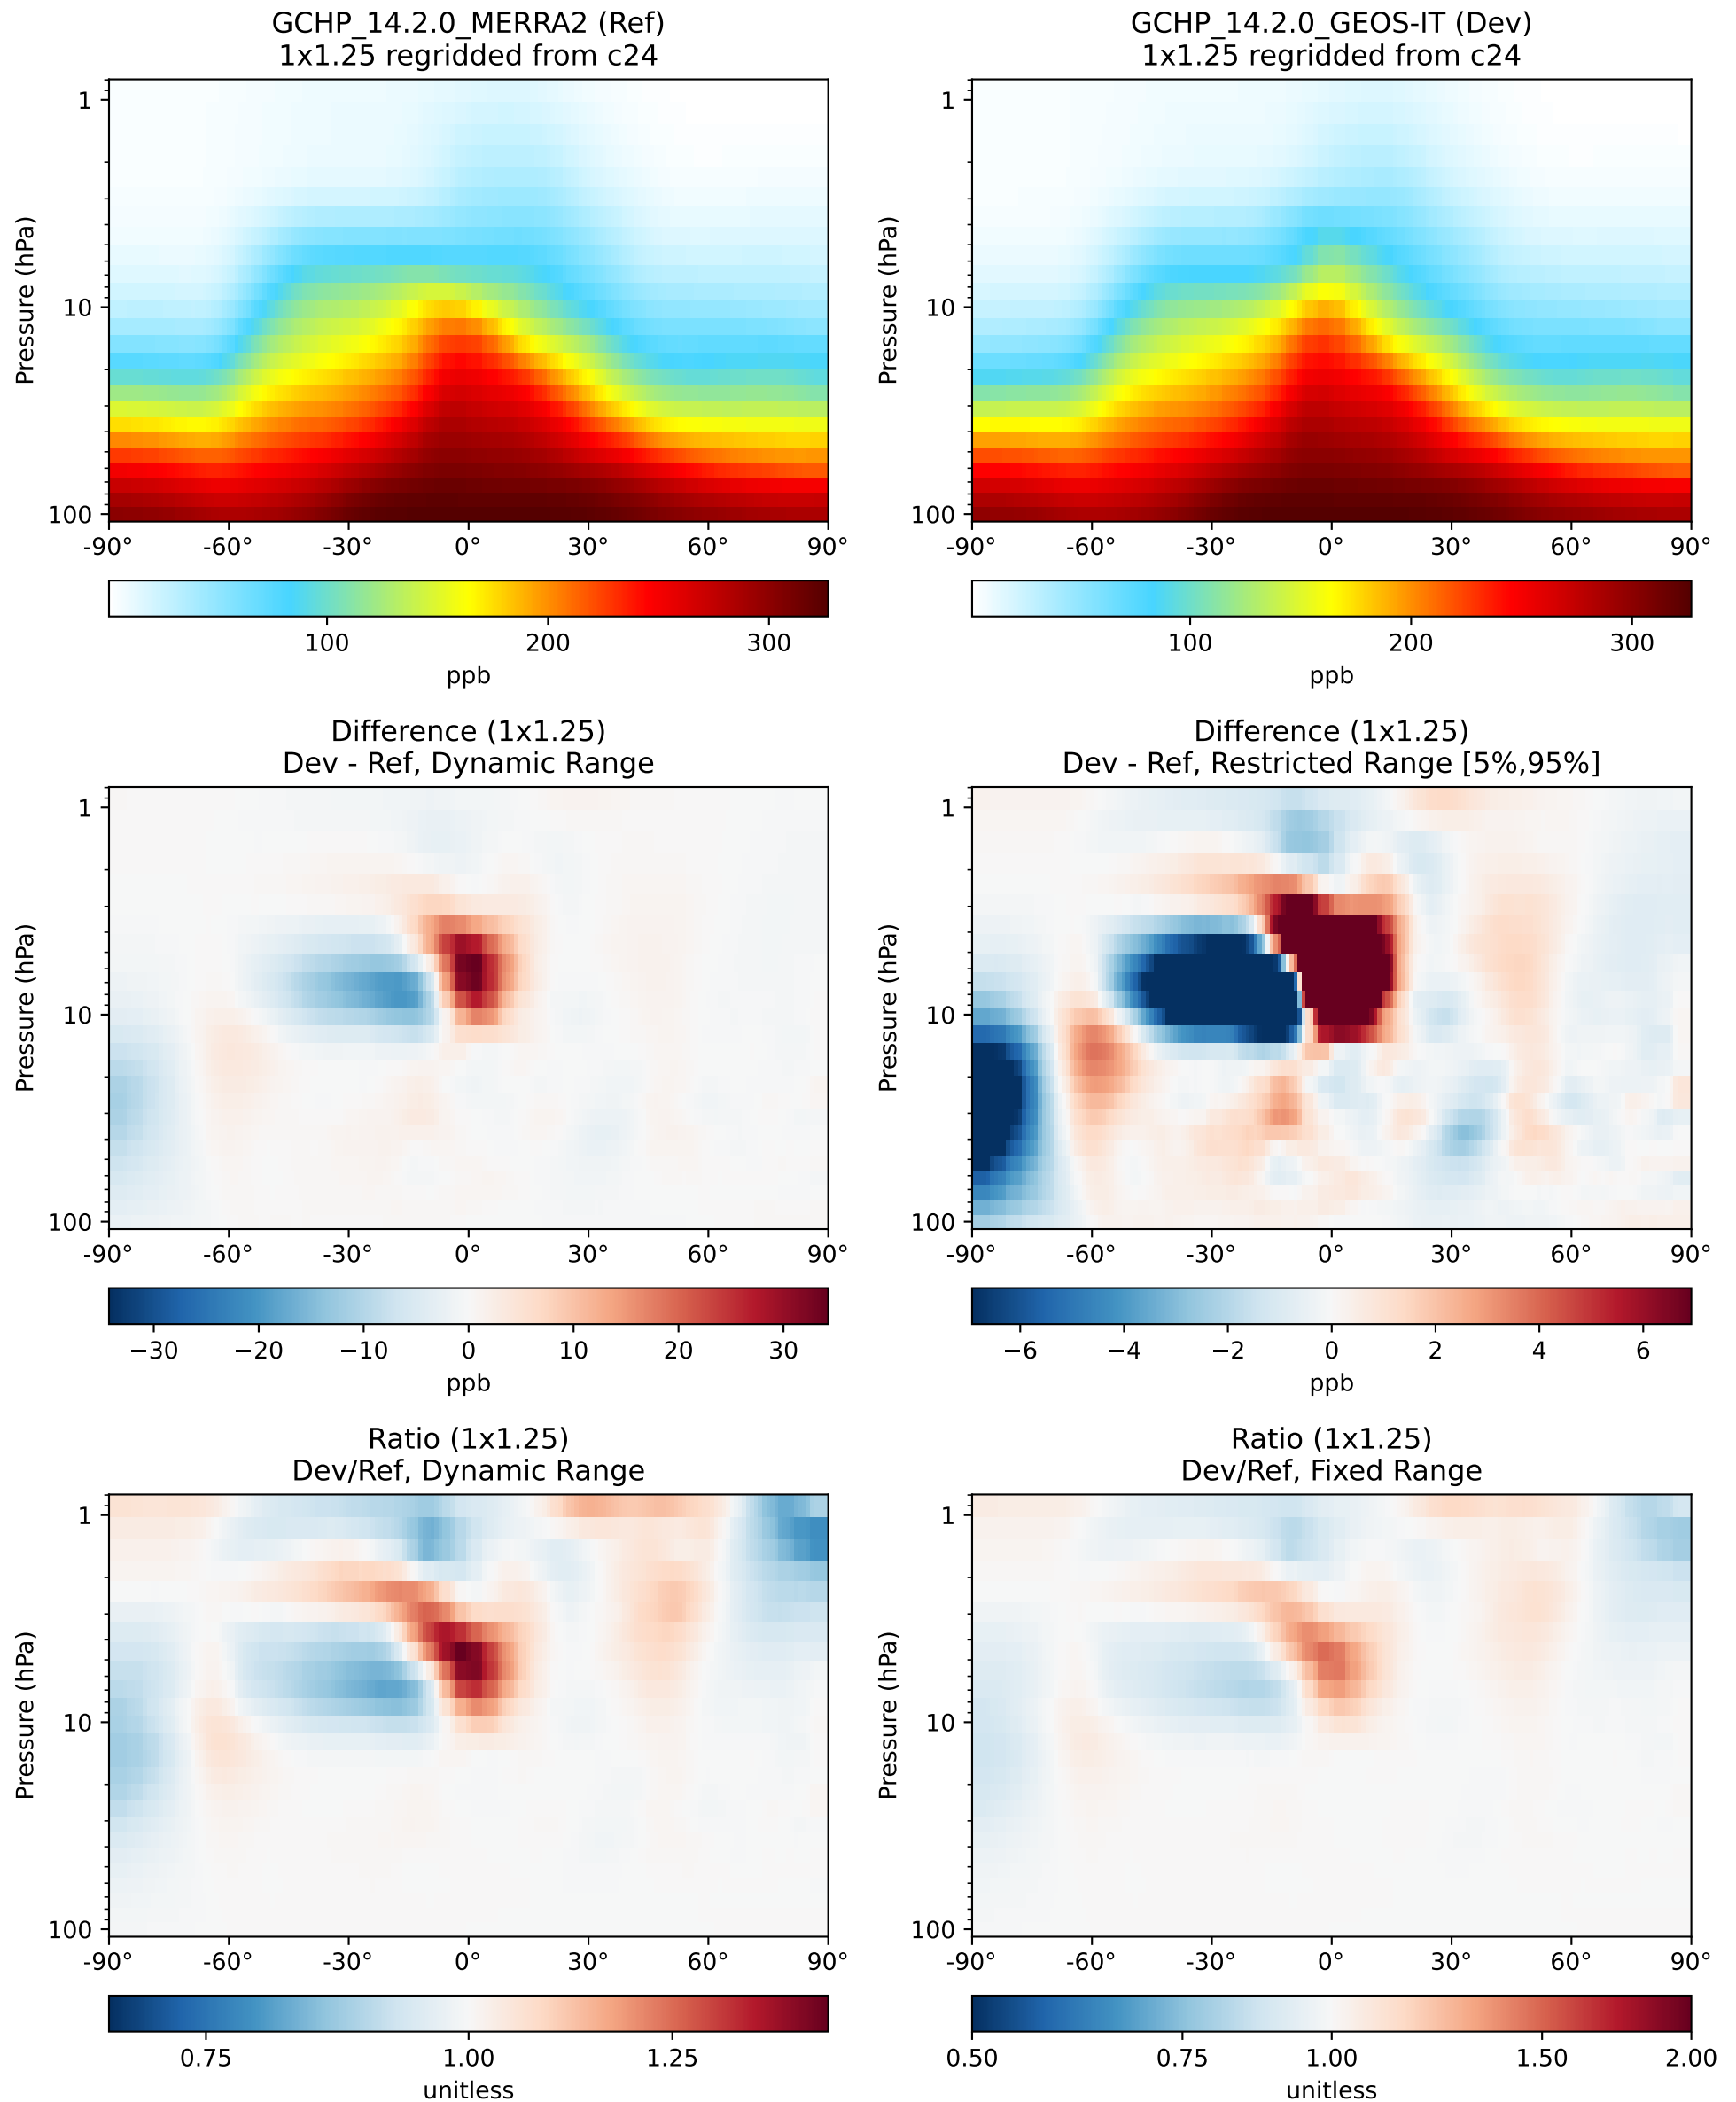 GCHP_14.2.0_MERRA2 (Ref)
1x1.25 regridded from c24
Pressure (hPa)
1
10
100
-90° -60° -30° 0° 30° 60° 90°
100 200 300
ppb
GCHP_14.2.0_GEOS-IT (Dev)
1x1.25 regridded from c24
Pressure (hPa)
1
10
100
-90° -60° -30° 0° 30° 60° 90°
100 200 300
ppb
Difference (1x1.25)
Dev - Ref, Dynamic Range
Pressure (hPa)
1
10
100
-90° -60° -30° 0° 30° 60° 90°
−30 −20 −10 0 10 20 30
ppb
Difference (1x1.25)
Dev - Ref, Restricted Range [5%,95%]
Pressure (hPa)
1
10
100
-90° -60° -30° 0° 30° 60° 90°
−6 −4 −2 0 2 4 6
ppb
Ratio (1x1.25)
Dev/Ref, Dynamic Range
Pressure (hPa)
1
10
100
-90° -60° -30° 0° 30° 60° 90°
0.75 1.00 1.25
unitless
Ratio (1x1.25)
Dev/Ref, Fixed Range
Pressure (hPa)
1
10
100
-90° -60° -30° 0° 30° 60° 90°
0.50 0.75 1.00 1.50 2.00
unitless